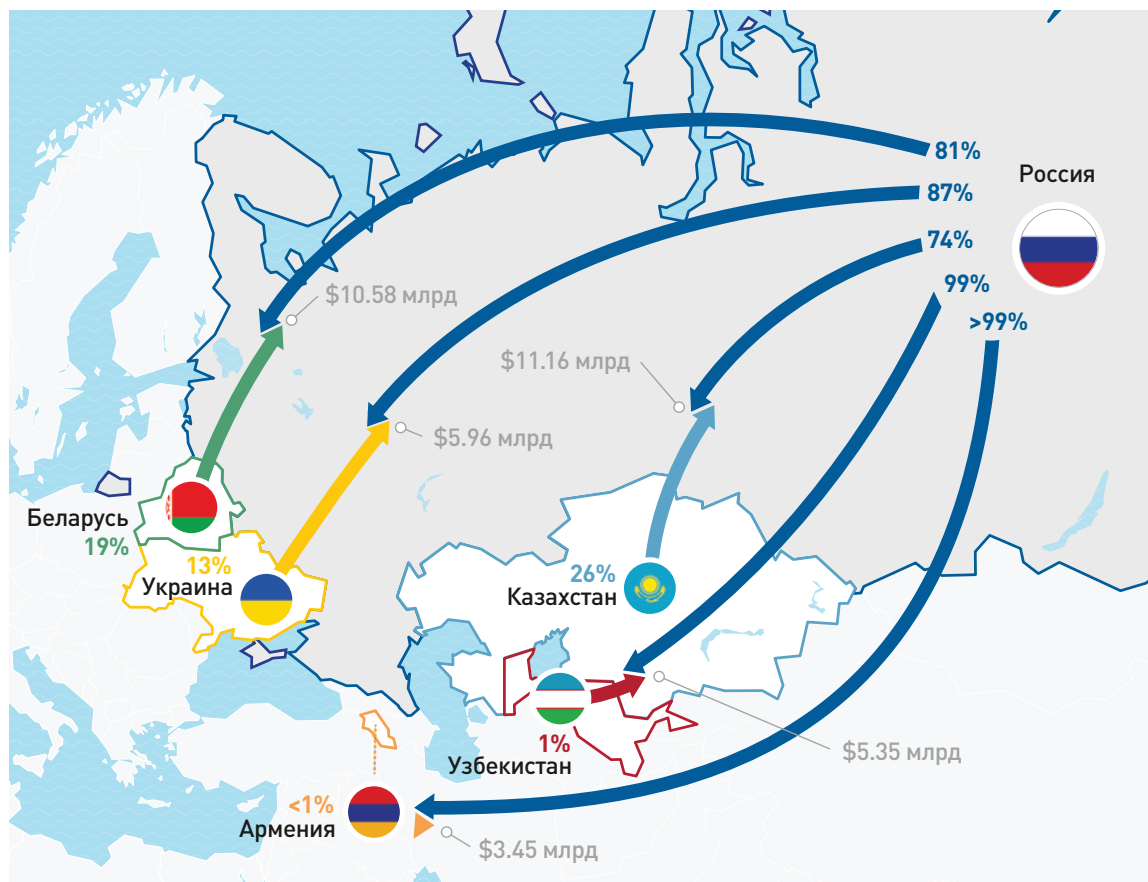 81%
Россия
87%
74%
99%
$10.58 млрд
>99%
$11.16 млрд
$5.96 млрд
Беларусь
19%
13%
Украина
26%
Казахстан
1%
Узбекистан
$5.35 млрд
<1%
Армения
$3.45 млрд